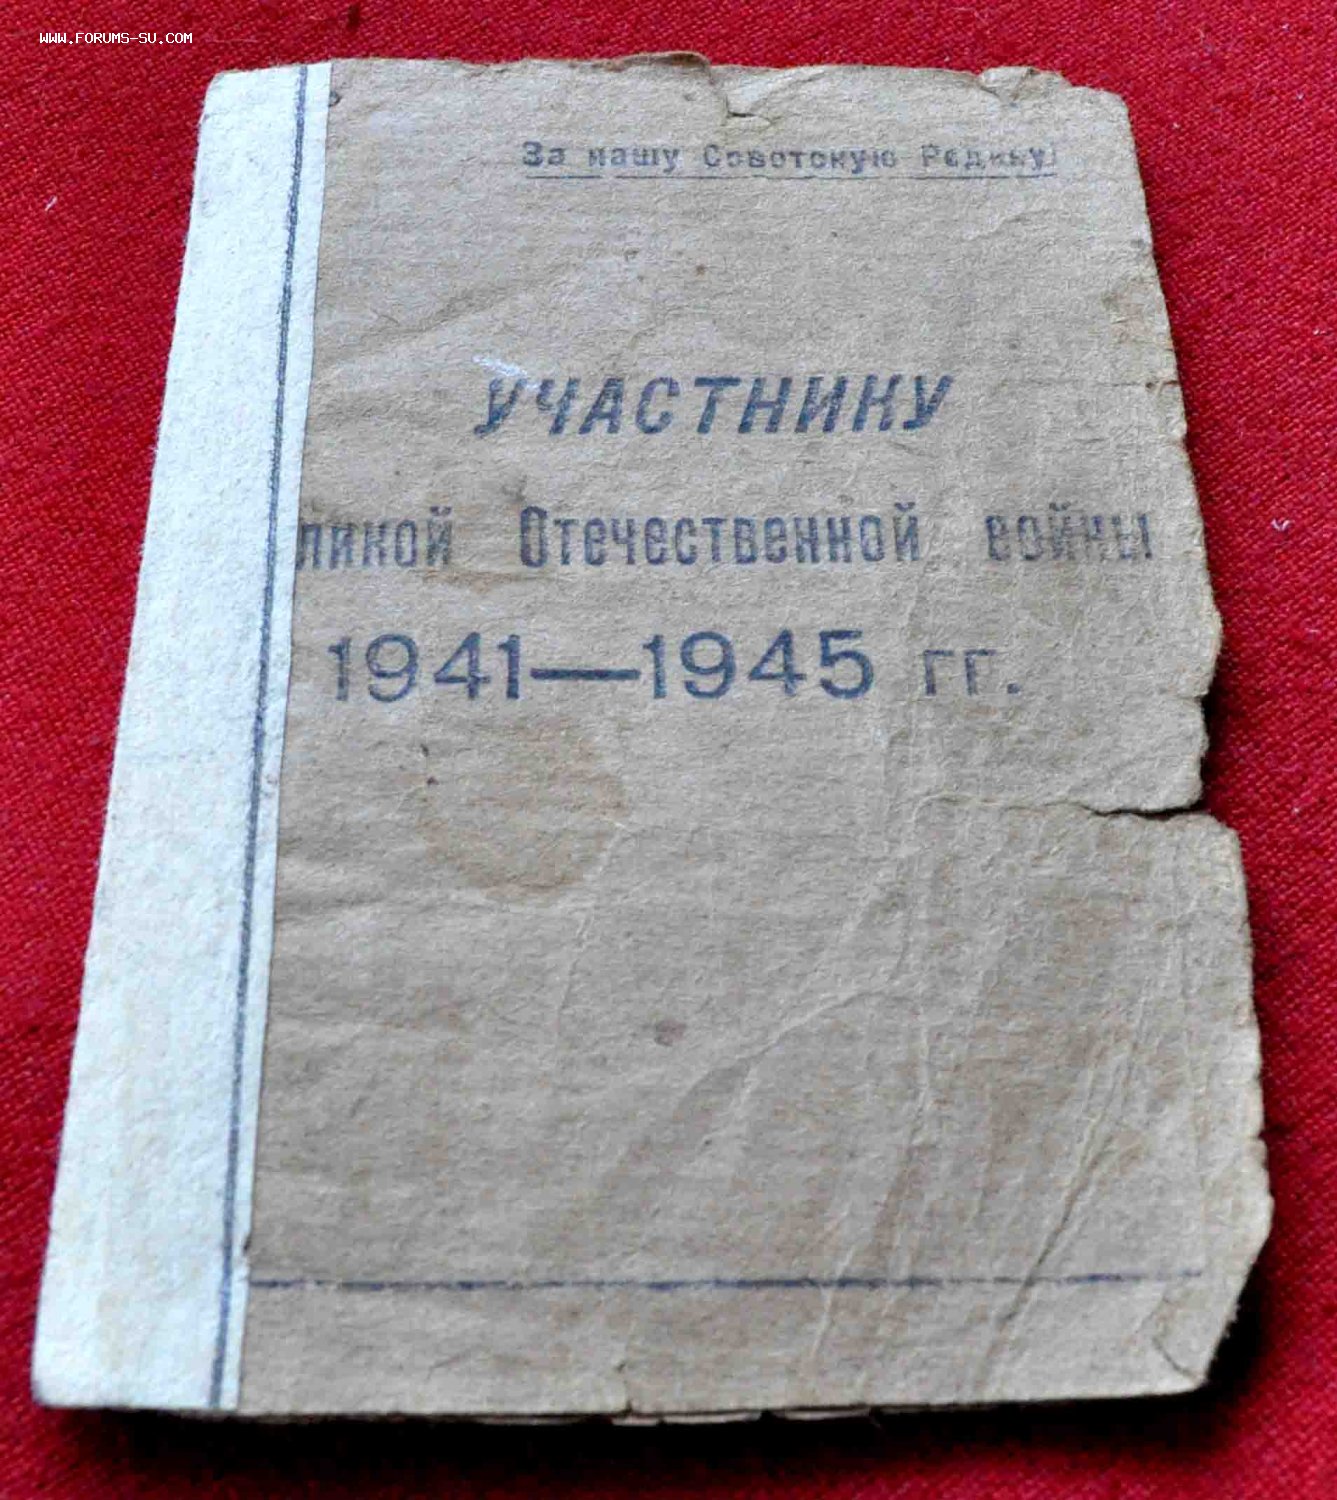 WWW.FORUMS-SU.COM
За нашу Советскую Родину!
УЧАСТНИКУ
ликой Отечественной войны
1941—1945 гг.